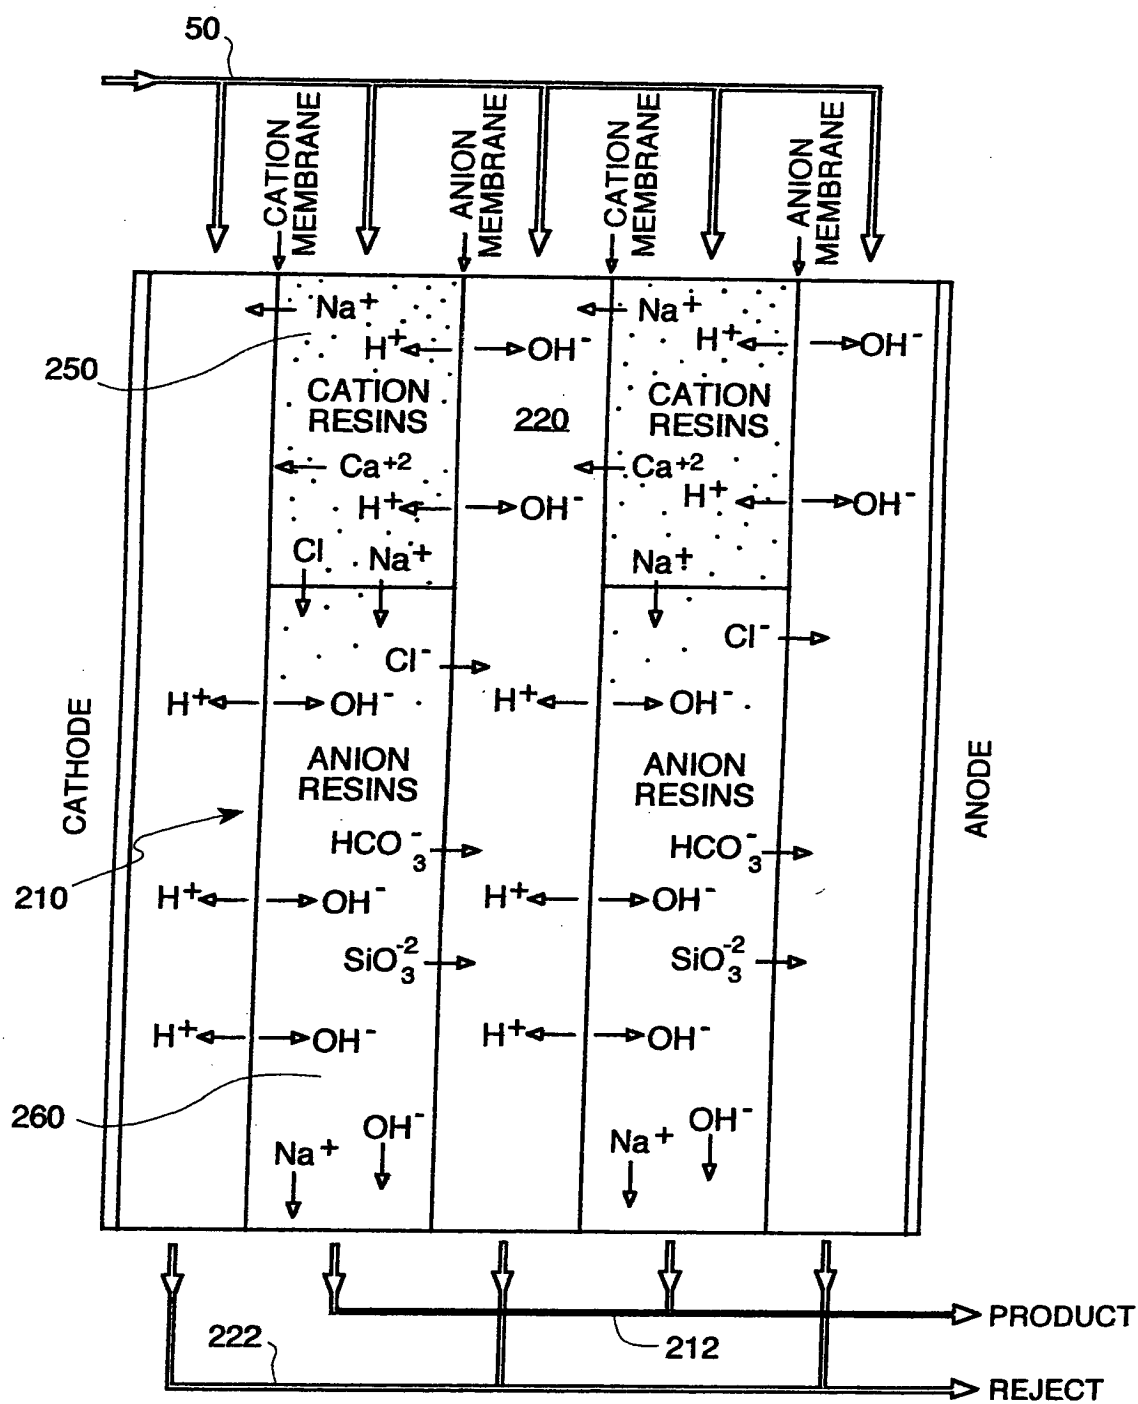 50
CATION
MEMBRANE
ANION
MEMBRANE
CATION
MEMBRANE
ANION
MEMBRANE
Na+
Na+
H+
OH-
H+
OH-
250
CATION
RESINS
220
CATION
RESINS
Ca+2
Ca+2
H+
OH-
H+
OH-
Cl
Na+
Na+
Cl-
Cl-
H+
OH-
H+
OH-
CATHODE
ANION
RESINS
ANION
RESINS
ANODE
HCO3-
HCO3-
210
H+
OH-
H+
OH-
SiO3-2
SiO3-2
H+
OH-
H+
OH-
260
Na+
OH-
Na+
OH-
PRODUCT
222
212
REJECT